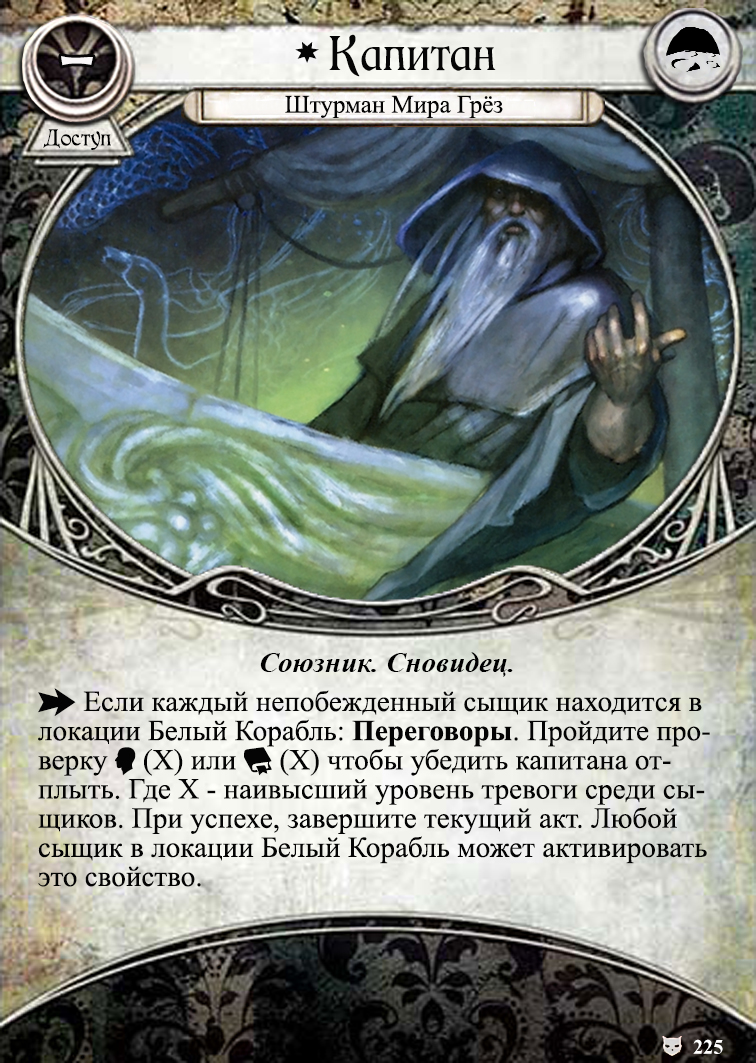 Капитан
Штурман Мира Грёз
Доступ
Союзник. Сновидец.
Если каждый непобежденный сыщик находится в
локации Белый Корабль: Переговоры. Пройдите про-
верку (X) или (X) чтобы убедить капитана от-
плыть. Где X - наивысший уровень тревоги среди сы-
щиков. При успехе, завершите текущий акт. Любой
сыщик в локации Белый Корабль может активировать
это свойство.
225